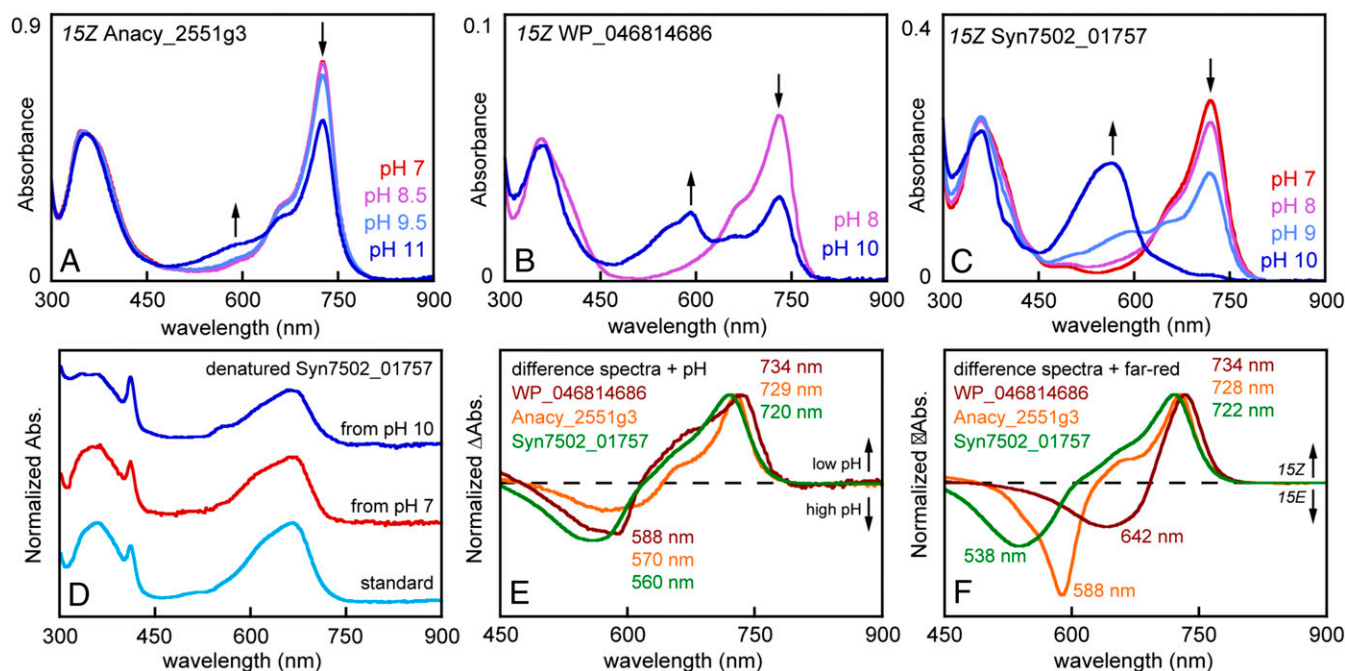 0.9
15Z Anacy_2551g3
Absorbance
pH 7
pH 8.5
pH 9.5
pH 11
A
0
300 450 600 750 900
wavelength (nm)
0.1
15Z WP_046814686
Absorbance
pH 8
pH 10
B
0
300 450 600 750 900
wavelength (nm)
0.4
15Z Syn7502_01757
Absorbance
pH 7
pH 8
pH 9
pH 10
C
0
300 450 600 750 900
wavelength (nm)
denatured Syn7502_01757
Normalized Abs.
from pH 10
from pH 7
standard
D
300 450 600 750 900
wavelength (nm)
difference spectra + pH
WP_046814686
Anacy_2551g3
Syn7502_01757
734 nm
729 nm
720 nm
Normalized ΔAbs.
low pH
high pH
588 nm
570 nm
560 nm
E
450 600 750 900
wavelength (nm)
difference spectra + far-red
WP_046814686
Anacy_2551g3
Syn7502_01757
734 nm
728 nm
722 nm
Normalized ☒Abs.
15Z
15E
538 nm
642 nm
588 nm
F
450 600 750 900
wavelength (nm)